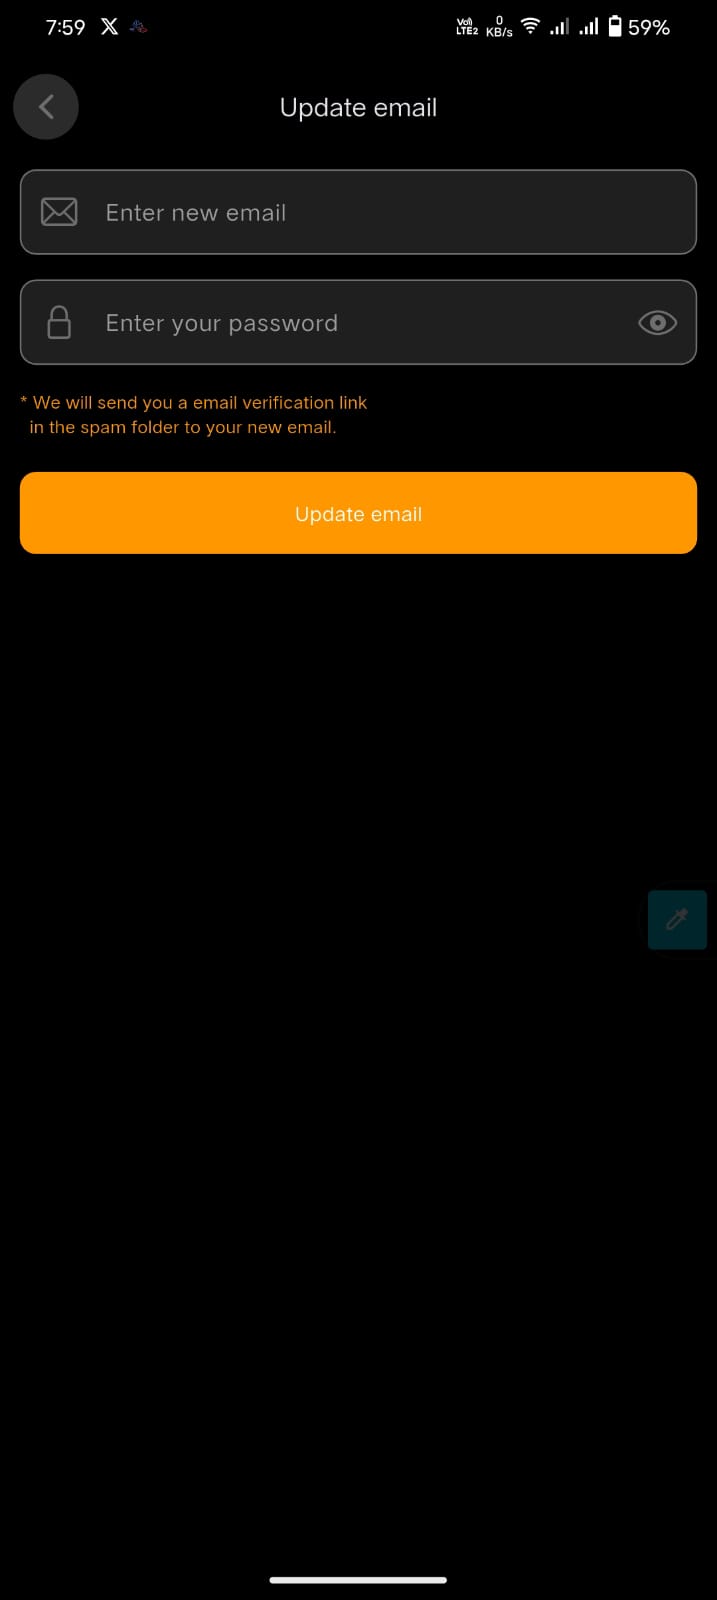 7:59
Vo))
LTE2
0
KB/s
59%
Update email
Enter new email
Enter your password
* We will send you a email verification link
in the spam folder to your new email.
Update email